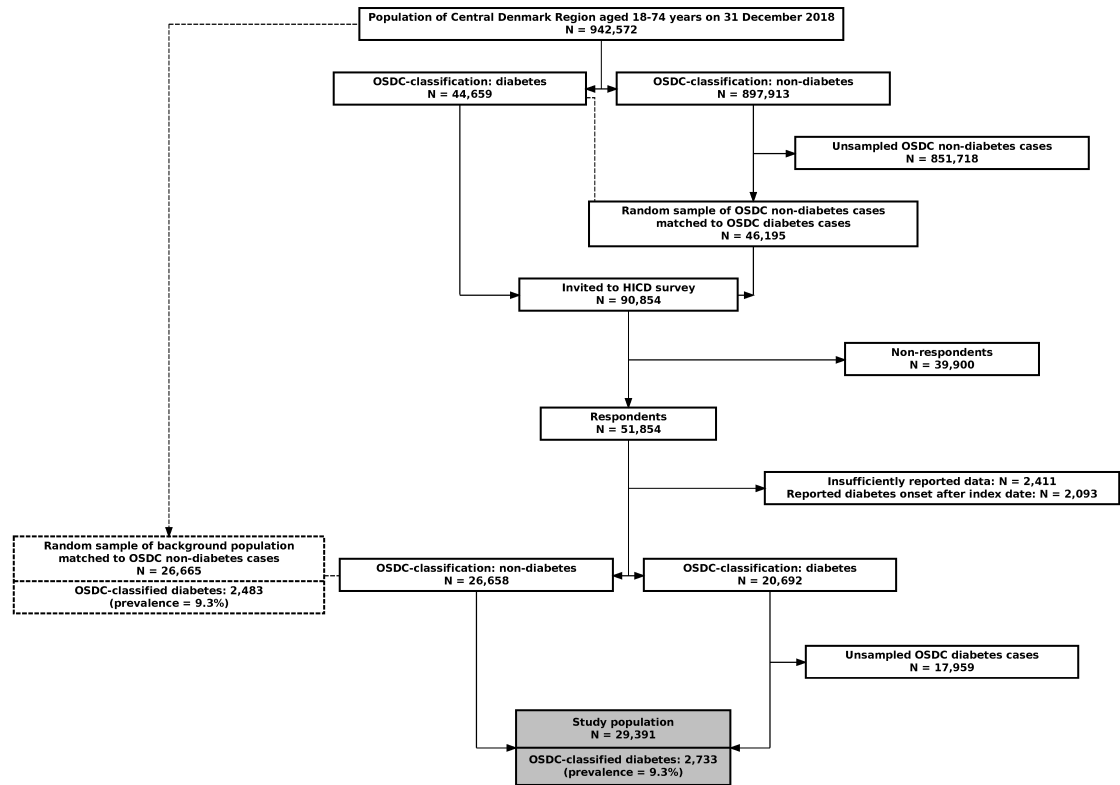 Population of Central Denmark Region aged 18-74 years on 31 December 2018
N = 942,572
OSDC-classification: diabetes
N = 44,659
OSDC-classification: non-diabetes
N = 897,913
Unsampled OSDC non-diabetes cases
N = 851,718
Random sample of OSDC non-diabetes cases
matched to OSDC diabetes cases
N = 46,195
Invited to HICD survey
N = 90,854
Non-respondents
N = 39,900
Respondents
N = 51,854
Insufficiently reported data: N = 2,411
Reported diabetes onset after index date: N = 2,093
Random sample of background population
matched to OSDC non-diabetes cases
N = 26,665
OSDC-classified diabetes: 2,483
(prevalence = 9.3%)
OSDC-classification: non-diabetes
N = 26,658
OSDC-classification: diabetes
N = 20,692
Unsampled OSDC diabetes cases
N = 17,959
Study population
N = 29,391
OSDC-classified diabetes: 2,733
(prevalence = 9.3%)